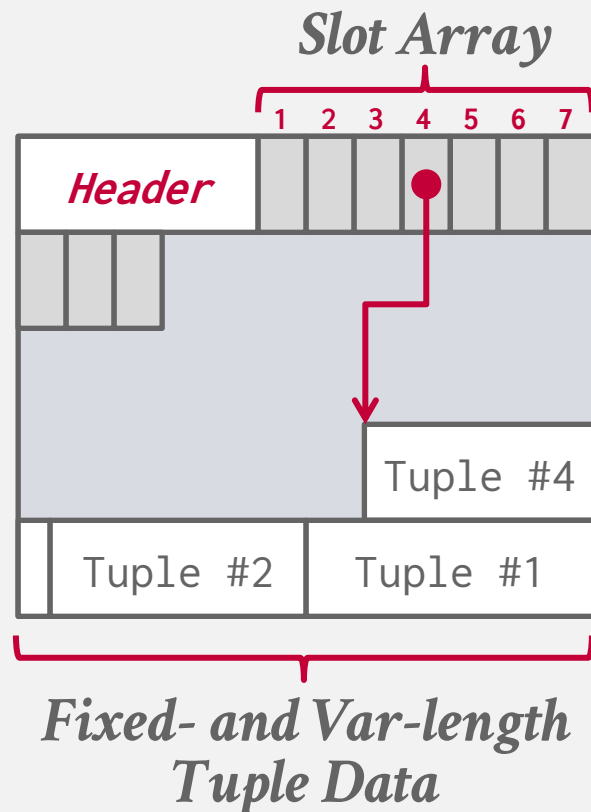 Slot Array
1 2 3 4 5 6 7
Header
Tuple #4
Tuple #2 Tuple #1
Fixed- and Var-length
Tuple Data